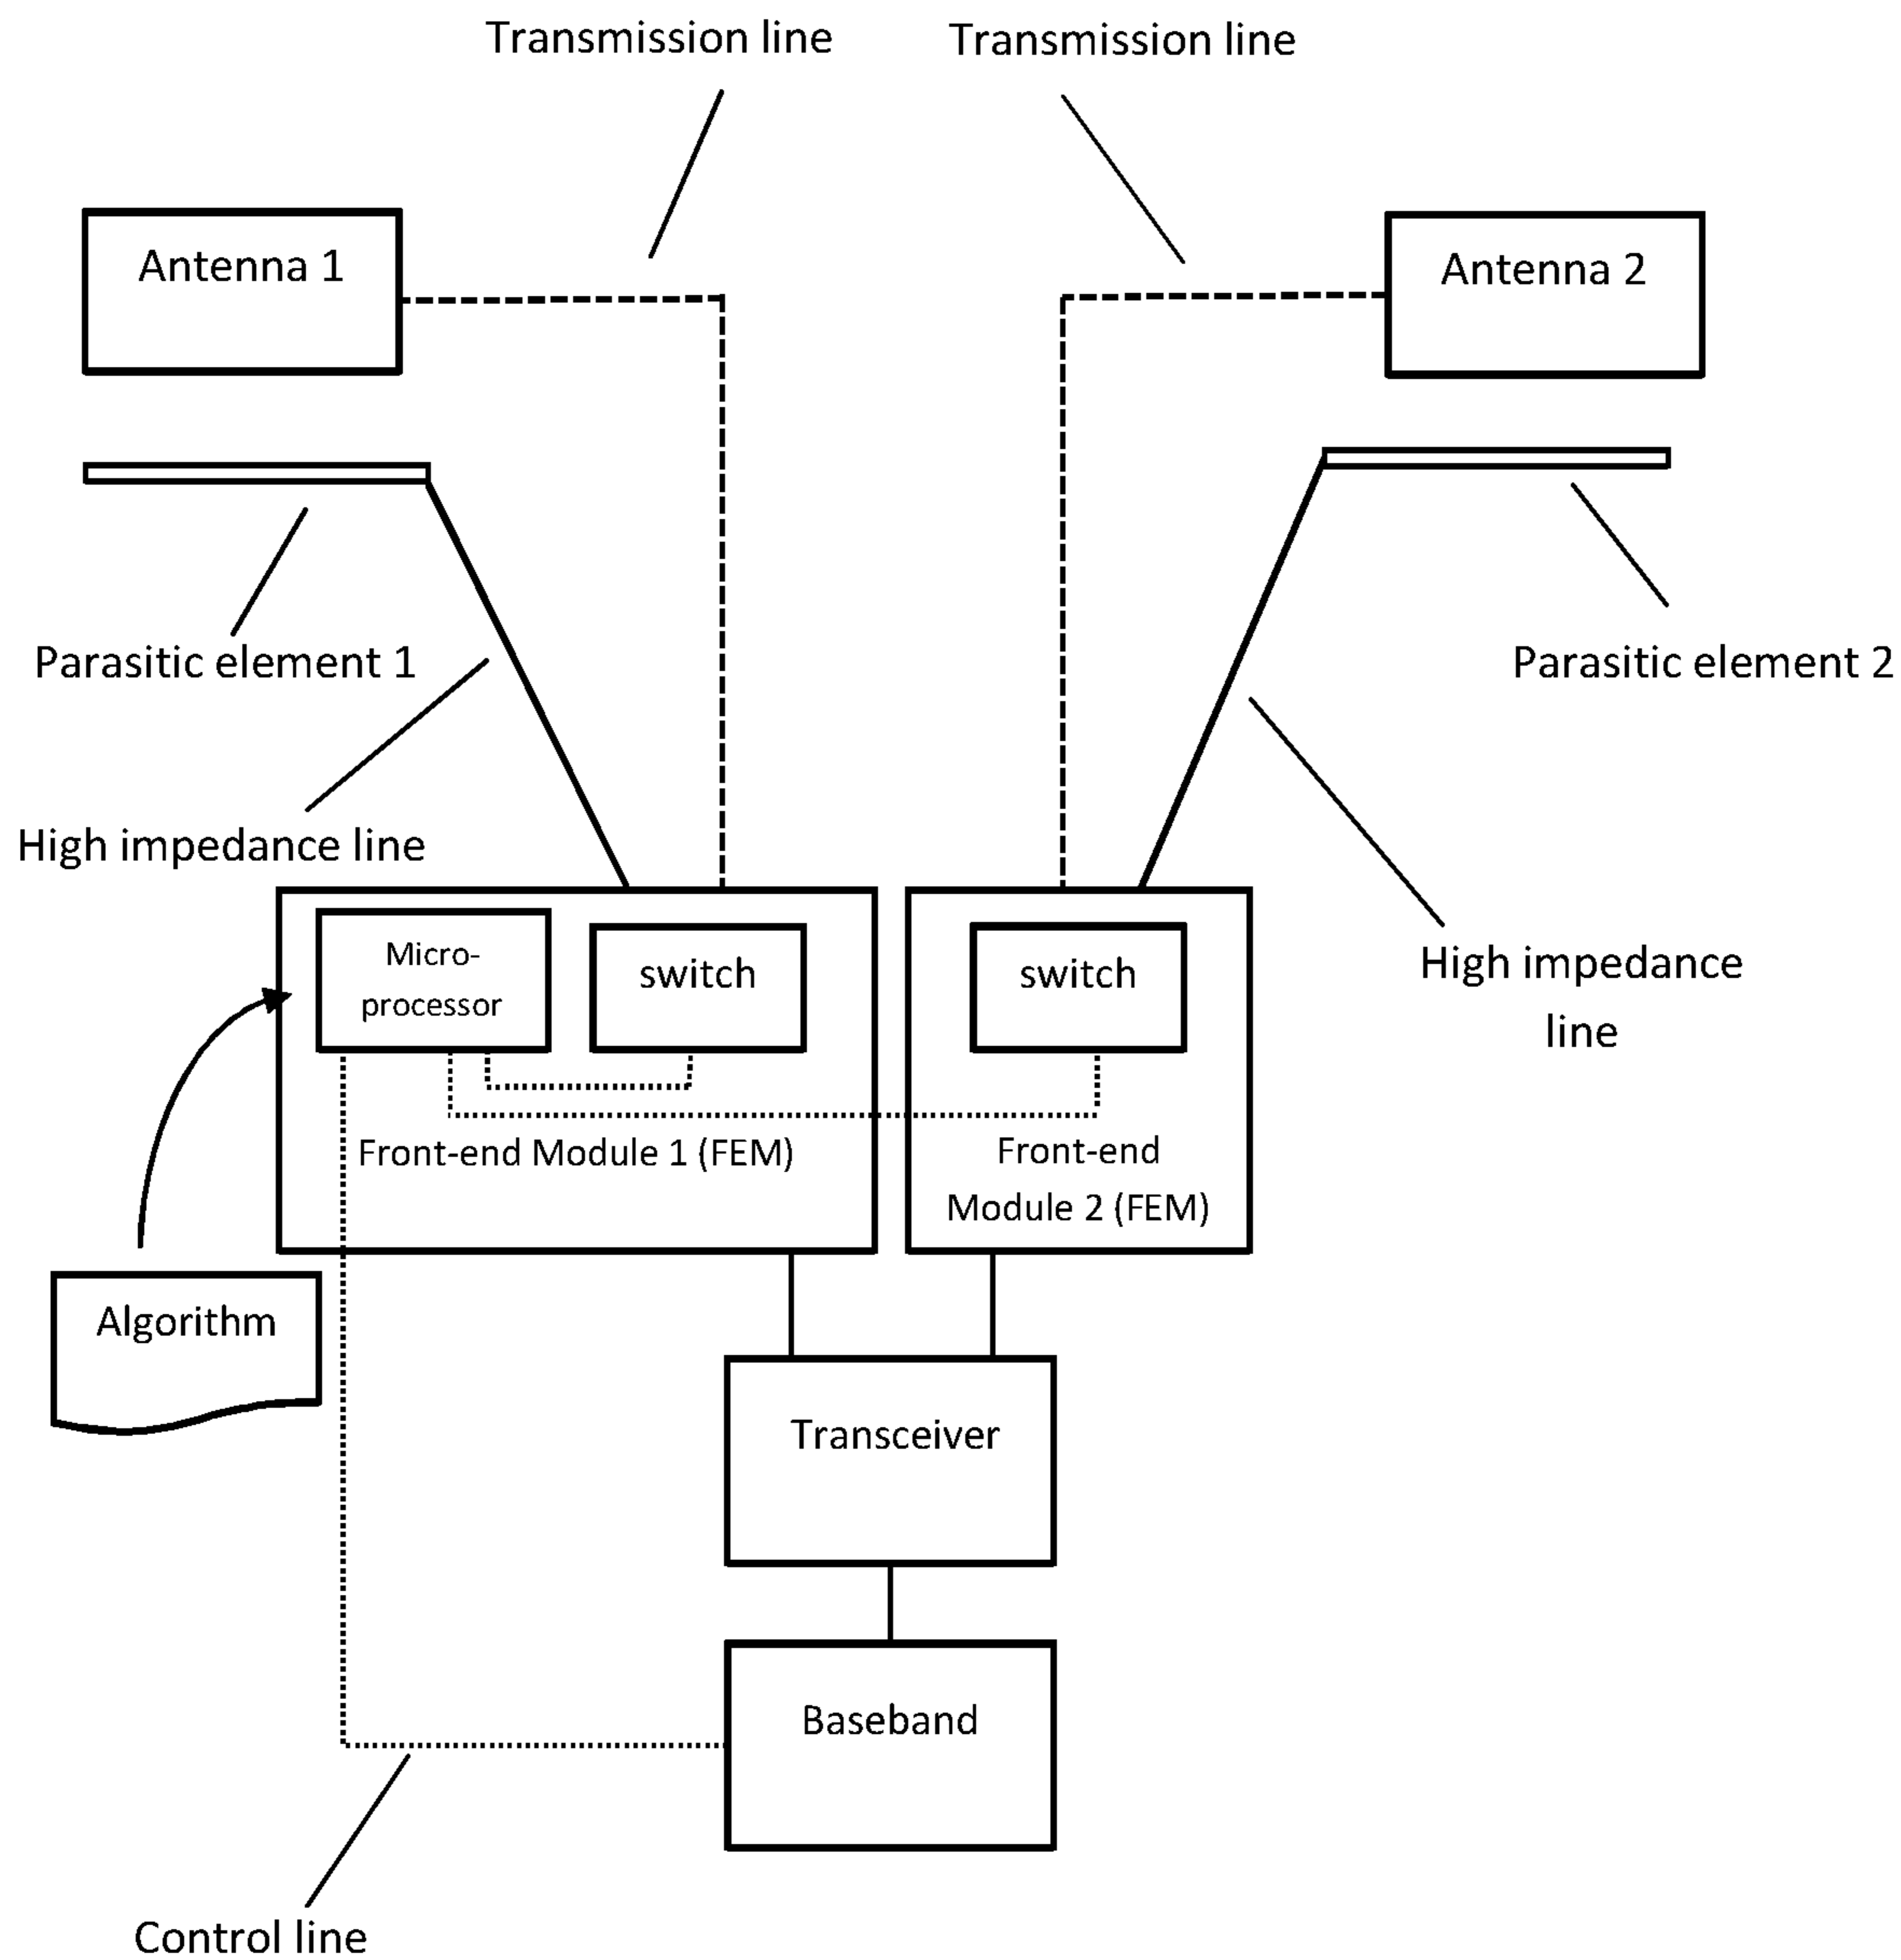 Transmission line
Transmission line
Antenna 1
Antenna 2
Parasitic element 1
Parasitic element 2
High impedance line
High impedance
line
Micro-
processor
switch
switch
Front-end Module 1 (FEM)
Front-end
Module 2 (FEM)
Algorithm
Transceiver
Baseband
Control line